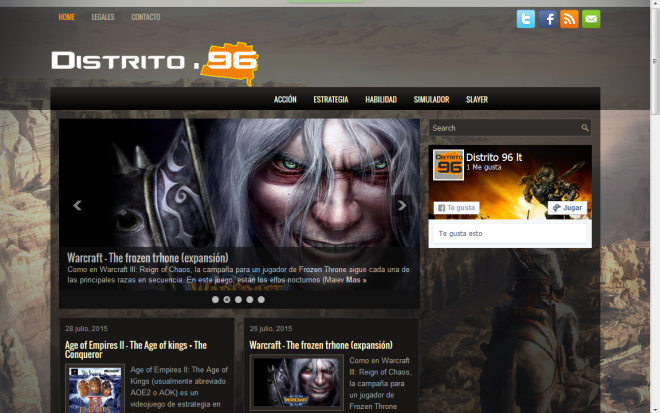 HOME LEGALES CONTACTO
DISTRITO .96
ACCIÓN ESTRATEGIA HABILIDAD SIMULADOR SLAYER
Search
DISTRITO
96
Distrito 96 lt
1 Me gusta
Te gusta
Jugar
Te gusta esto
Warcraft - The frozen trhone (expansión)
Como en Warcraft III: Reign of Chaos, la campaña para un jugador de Frozen Throne sigue cada una de
las principales razas en secuencia. En este juego, están los elfos nocturnos (Maiev Mas »
28 julio, 2015
Age of Empires II - The Age of kings + The
Conqueror
Age of Empires II: The Age of
Kings (usualmente abreviado
AOE2 o AOK) es un
videojuego de estrategia en
26 julio, 2015
Warcraft - The frozen trhone (expansión)
Como en Warcraft III:
Reign of Chaos, la
campaña para un
jugador de
Frozen Throne